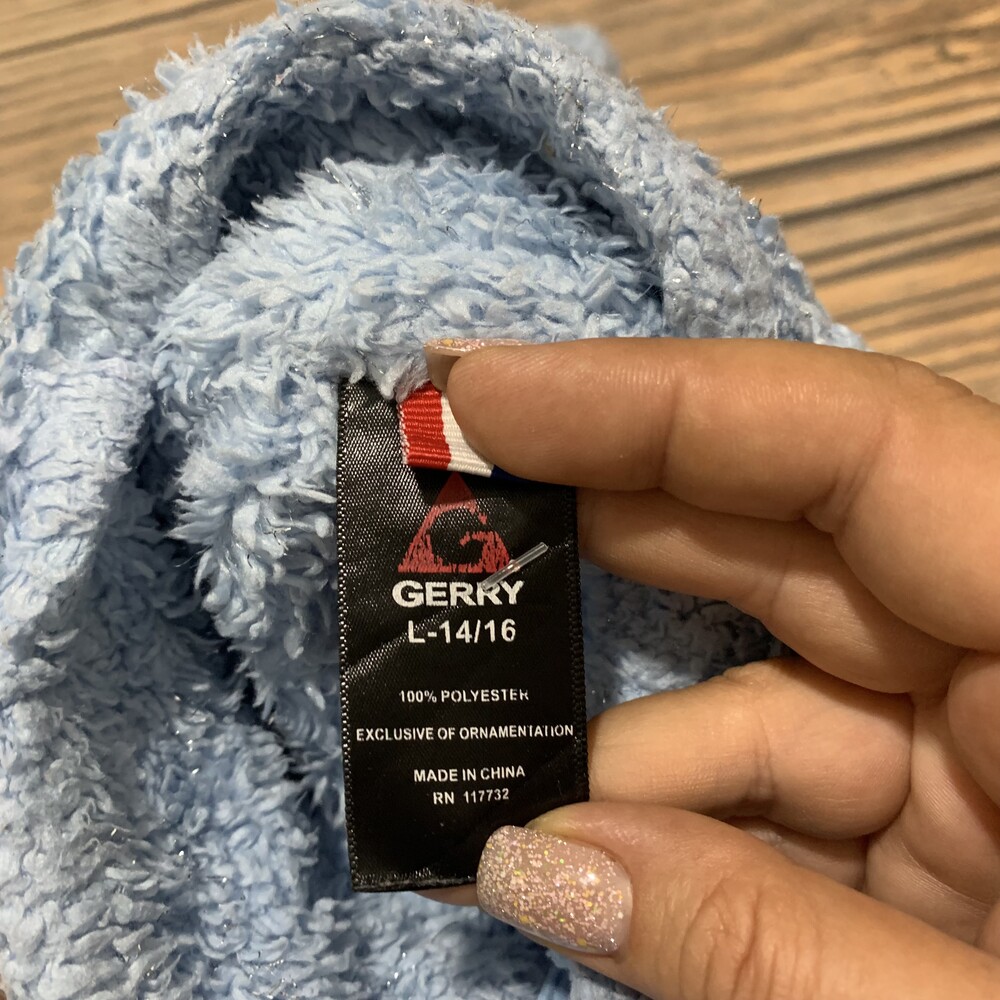 GERRY
L-14/16
100% POLYESTER
EXCLUSIVE OF ORNAMENTATION
MADE IN CHINA
RN 117732